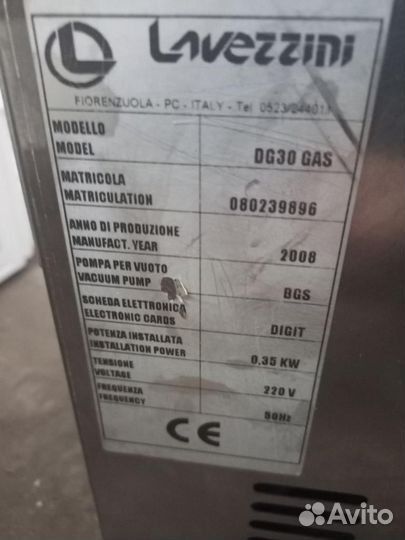 Lavezzini
FIORENZUOLA - PC - ITALY - Tel 0523/244011
MODELLO
MODEL
DG30 GAS
MATRICOLA
MATRICULATION
080239896
ANNO DI PRODUZIONE
MANUFACT. YEAR
2008
POMPA PER VUOTO
VACUUM PUMP
BGS
SCHEDA ELETTRONICA
ELECTRONIC CARDS
DIGIT
POTENZA INSTALLATA
INSTALLATION POWER
0,35 KW
TENSIONE
VOLTAGE
220 V
FREQUENZA
FREQUENCY
50Hz
CE
Avito